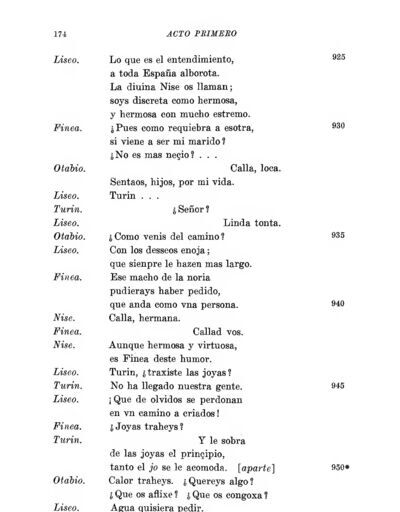 174 ACTO PRIMERO
Liseo. Lo que es el entendimiento, 925
a toda España alborota.
La diuina Nise os llaman;
soys discreta como hermosa,
y hermosa con mucho estremo.
Finea. ¿Pues como requiebra a esotra, 930
si viene a ser mi marido?
¿No es mas neçio? . . .
Otabio. Calla, loca.
Sentaos, hijos, por mi vida.
Liseo. Turin . . .
Turin. ¿Señor?
Liseo. Linda tonta.
Otabio. ¿Como venis del camino? 935
Liseo. Con los desseos enoja;
que sienpre le hazen mas largo.
Finea. Ese macho de la noria
pudierays haber pedido,
que anda como vna persona. 940
Nise. Calla, hermana.
Finea. Callad vos.
Nise. Aunque hermosa y virtuosa,
es Finea deste humor.
Liseo. Turin, ¿traxiste las joyas?
Turin. No ha llegado nuestra gente. 945
Liseo. ¡Que de olvidos se perdonan
en vn camino a criados!
Finea. ¿Joyas traheys?
Turin. Y le sobra
de las joyas el prinçipio,
tanto el jo se le acomoda. [aparte] 950*
Otabio. Calor traheys. ¿Quereys algo?
¿Que os aflixe? ¿Que os congoxa?
Liseo. Agua quisiera pedir.